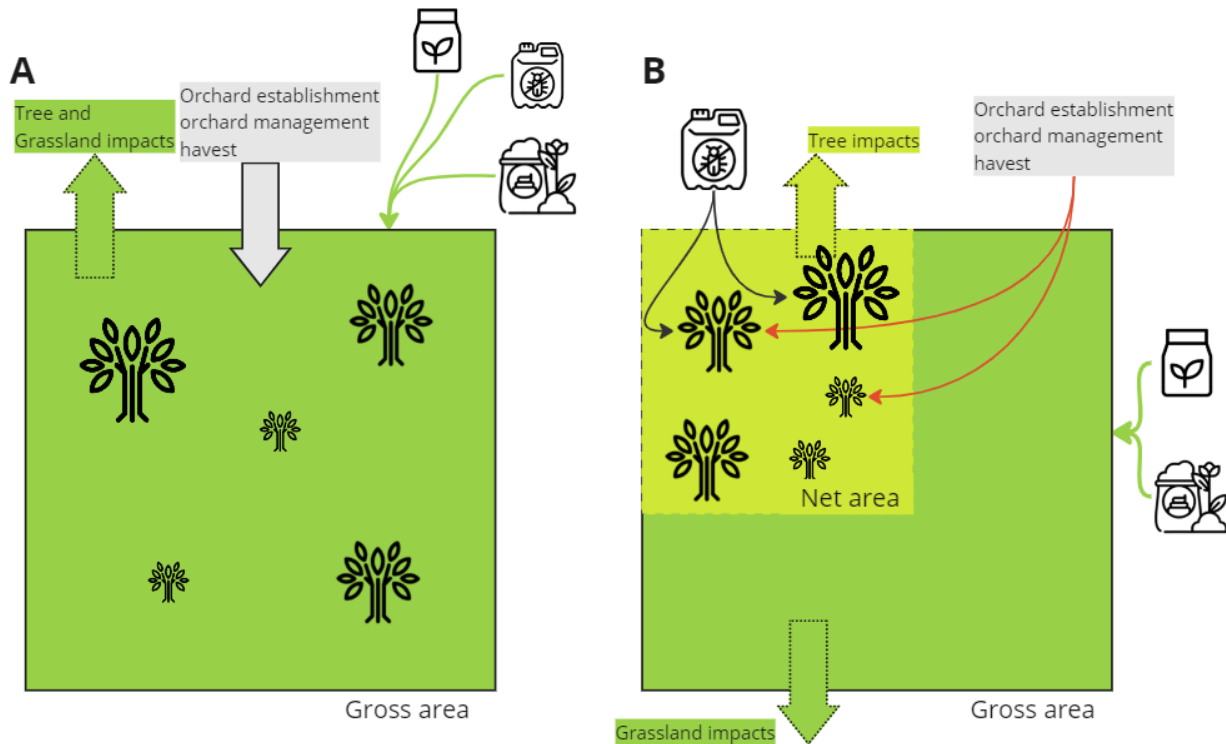 A
Tree and
Grassland impacts
Orchard establishment
orchard management
havest
Gross area
B
Tree impacts
Orchard establishment
orchard management
havest
Net area
Gross area
Grassland impacts